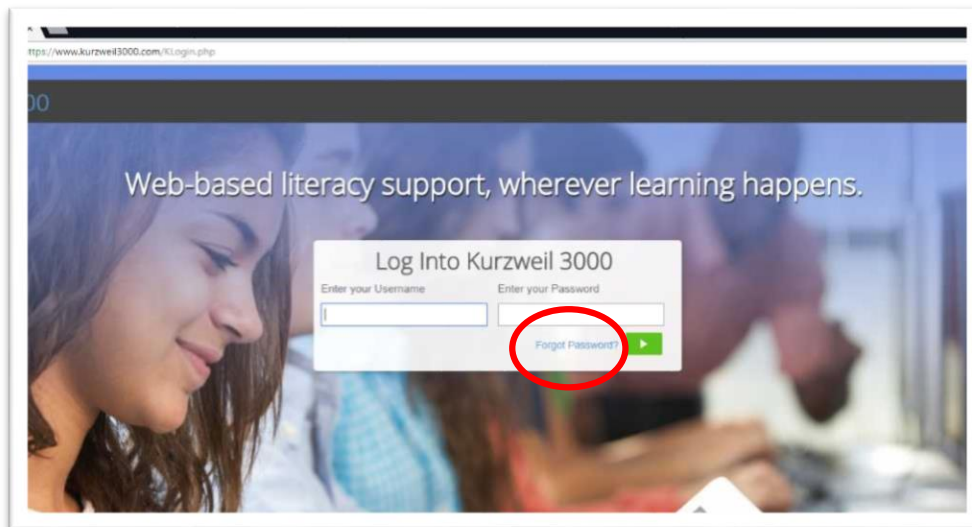 ttps://www.kurzweil3000.com/KLogin.php
00
Web-based literacy support, wherever learning happens.
Log Into Kurzweil 3000
Enter your Username
Enter your Password
Forgot Password?